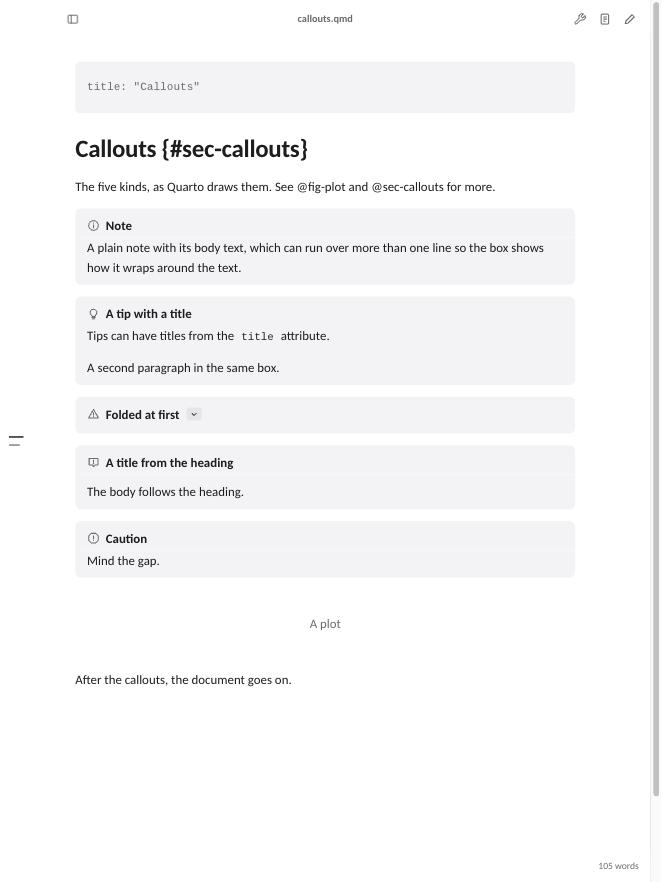 callouts.qmd
title: "Callouts"
Callouts {#sec-callouts}
The five kinds, as Quarto draws them. See @fig-plot and @sec-callouts for more.
Note
A plain note with its body text, which can run over more than one line so the box shows
how it wraps around the text.
A tip with a title
Tips can have titles from the title attribute.
A second paragraph in the same box.
Folded at first
A title from the heading
The body follows the heading.
Caution
Mind the gap.
A plot
After the callouts, the document goes on.
105 words